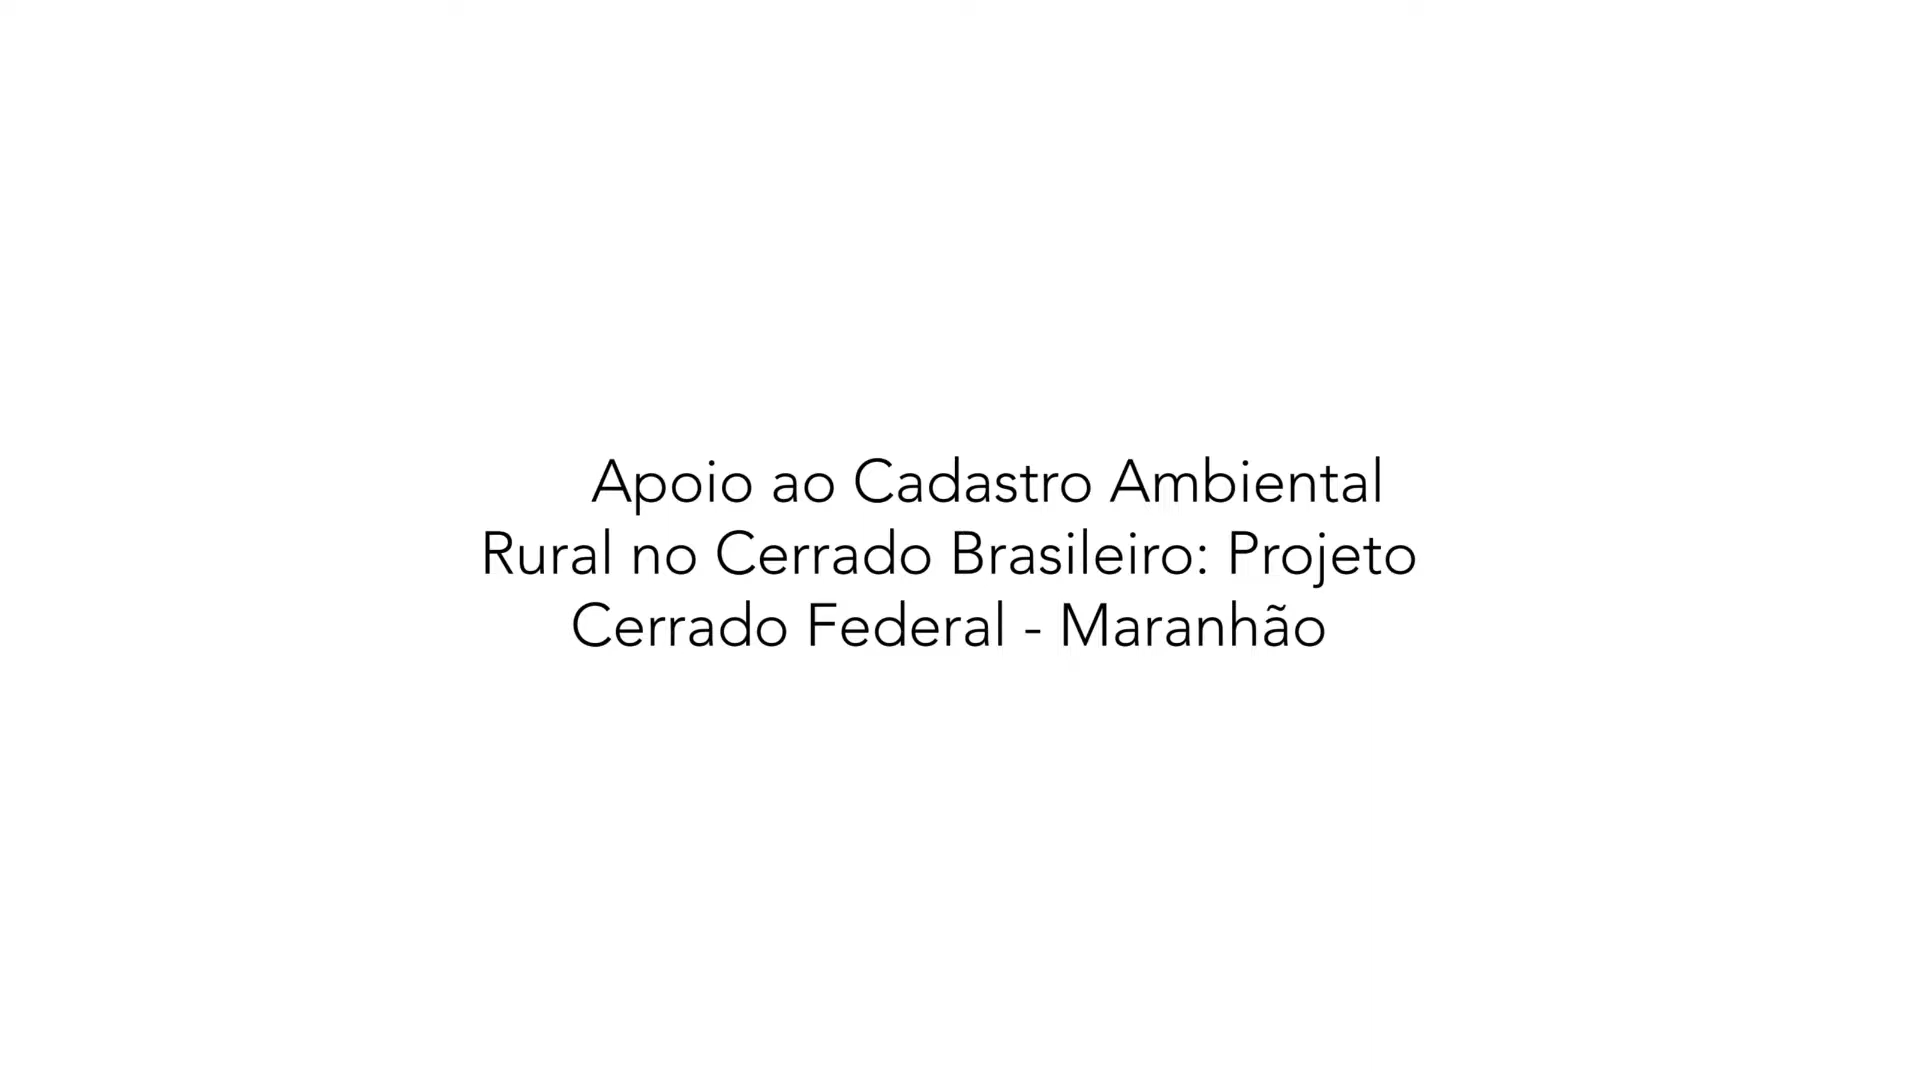 Apoio ao Cadastro Ambiental
Rural no Cerrado Brasileiro: Projeto
Cerrado Federal - Maranhão